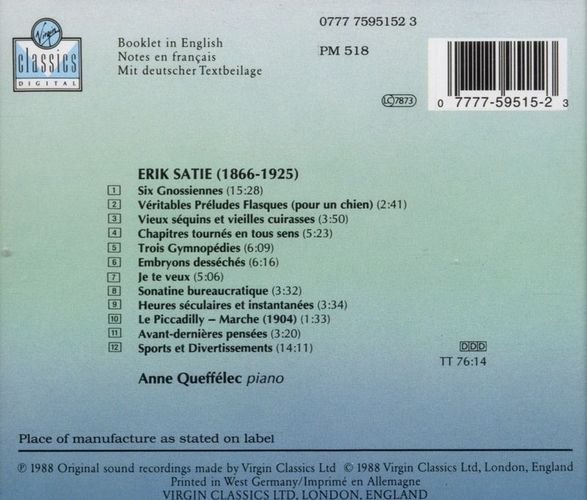 Virgin
classics
DIGITAL
Booklet in English
Notes en français
Mit deutscher Textbeilage
0777 7595152 3
PM 518
LC 7873
0 7777-59515-2 3
ERIK SATIE (1866-1925)
1 Six Gnossiennes (15:28)
2 Véritables Préludes Flasques (pour un chien) (2:41)
3 Vieux séquins et vieilles cuirasses (3:50)
4 Chapitres tournés en tous sens (5:23)
5 Trois Gymnopédies (6:09)
6 Embryons desséchés (6:16)
7 Je te veux (5:06)
8 Sonatine bureaucratique (3:32)
9 Heures séculaires et instantanées (3:34)
10 Le Piccadilly – Marche (1904) (1:33)
11 Avant-dernières pensées (3:20)
12 Sports et Divertissements (14:11)
DDD
TT 76:14
Anne Queffélec piano
Place of manufacture as stated on label
℗ 1988 Original sound recordings made by Virgin Classics Ltd © 1988 Virgin Classics Ltd, London, England
Printed in West Germany/Imprimé en Allemagne
VIRGIN CLASSICS LTD, LONDON, ENGLAND